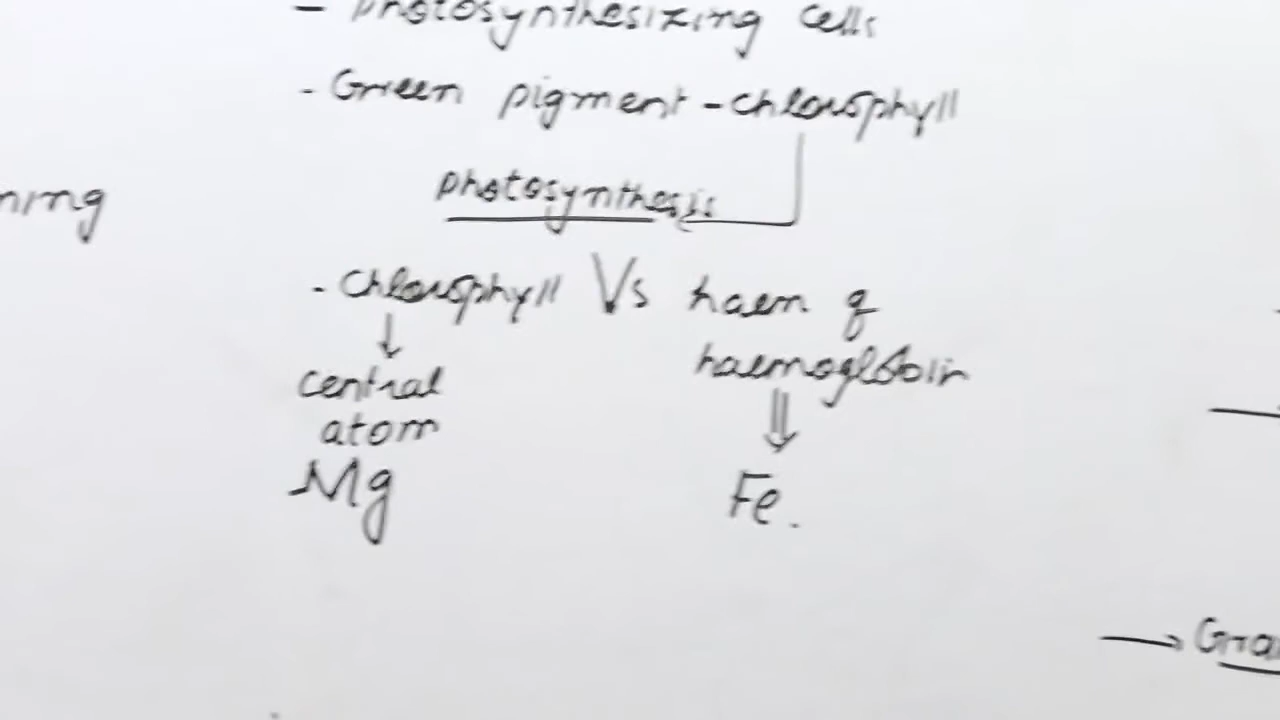 - Photosynthesizing cells
- Green pigment - chlorophyll
photosynthesis
- Chlorophyll Vs haem of
haemoglobin
central
atom
Mg
Fe.